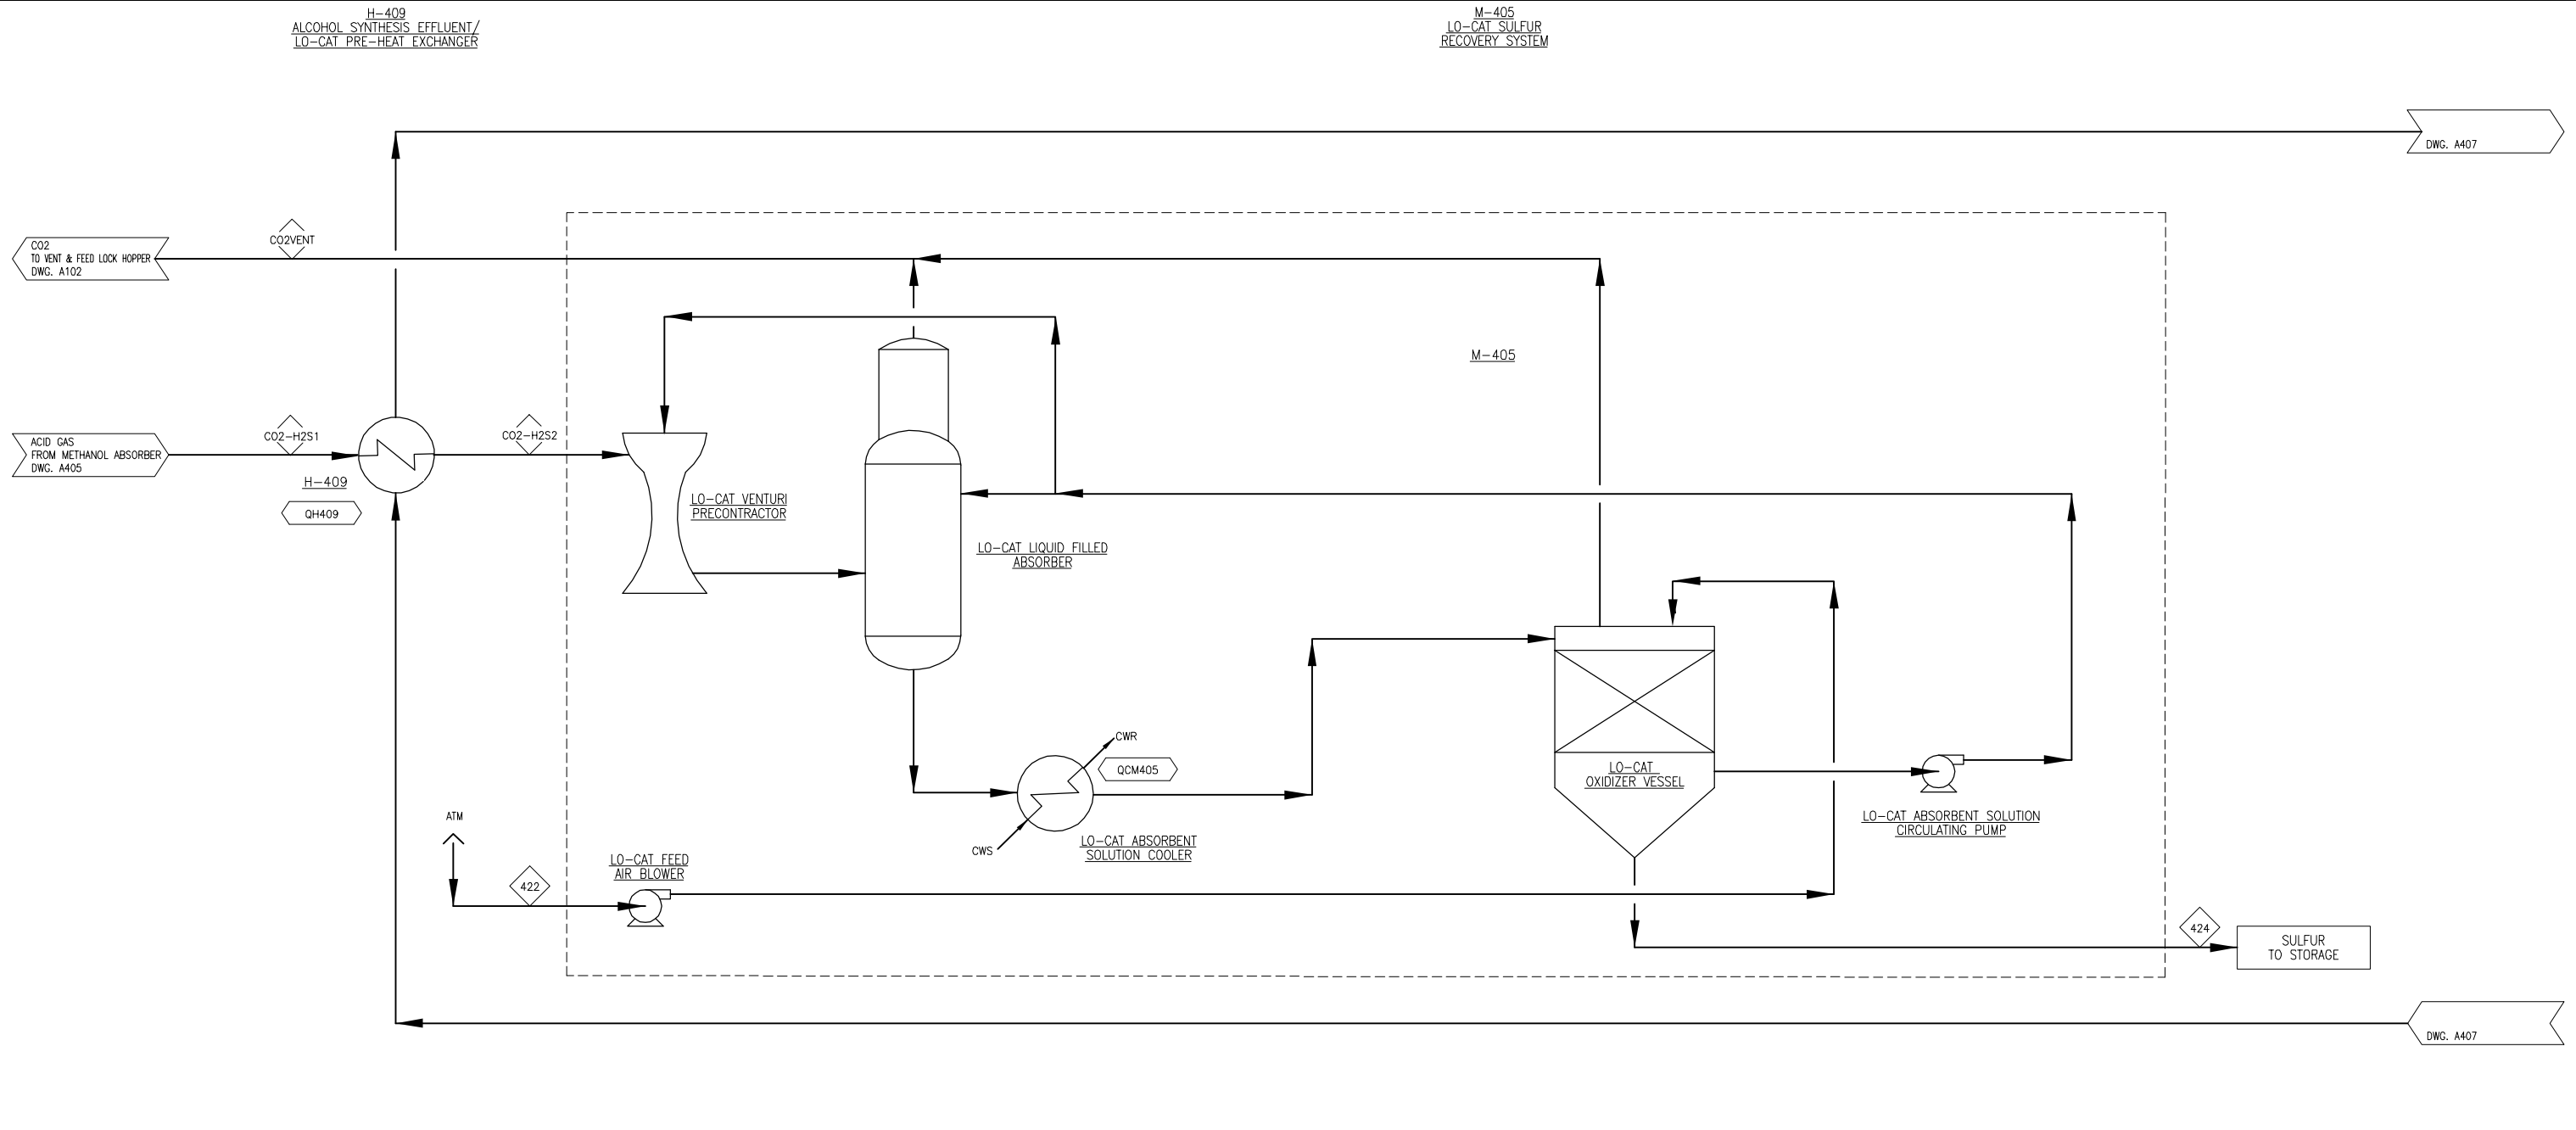 H-409
ALCOHOL SYNTHESIS EFFLUENT/
LO-CAT PRE-HEAT EXCHANGER
M-405
LO-CAT SULFUR
RECOVERY SYSTEM
DWG. A407
CO2VENT
CO2
TO VENT & FEED LOCK HOPPER
DWG. A102
M-405
CO2-H2S1
CO2-H2S2
ACID GAS
FROM METHANOL ABSORBER
DWG. A405
H-409
QH409
LO-CAT VENTURI
PRECONTRACTOR
LO-CAT LIQUID FILLED
ABSORBER
CWR
QCM405
LO-CAT
OXIDIZER VESSEL
CWS
LO-CAT ABSORBENT
SOLUTION COOLER
LO-CAT ABSORBENT SOLUTION
CIRCULATING PUMP
ATM
422
LO-CAT FEED
AIR BLOWER
424
SULFUR
TO STORAGE
DWG. A407